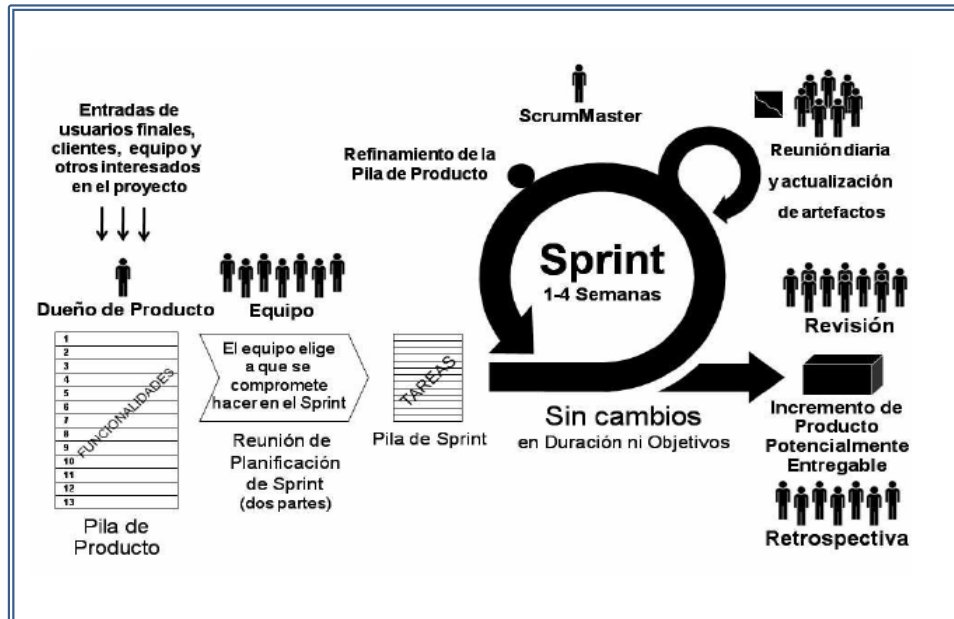 Entradas de
usuarios finales,
clientes, equipo y
otros interesados
en el proyecto
Dueño de Producto
1
2
3
4
5
6
7
8
9
10
11
12
13
FUNCIONALIDADES
Pila de
Producto
Equipo
El equipo elige
a que se
compromete
hacer en el Sprint
Reunión de
Planificación
de Sprint
(dos partes)
TAREAS
Pila de Sprint
Refinamiento de la
Pila de Producto
ScrumMaster
Sprint
1-4 Semanas
Sin cambios
en Duración ni Objetivos
Reunión diaria
y actualización
de artefactos
Revisión
Incremento de
Producto
Potencialmente
Entregable
Retrospectiva